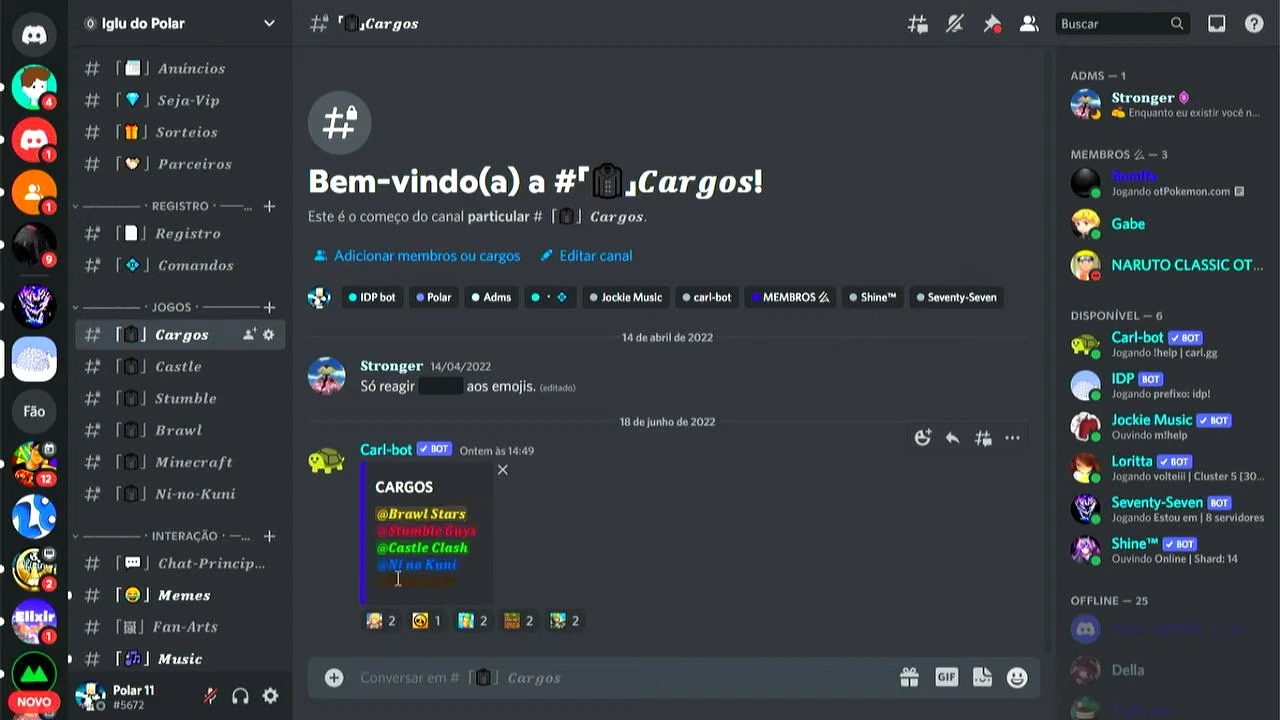 Iglu do Polar
Anúncios
Seja-Vip
Sorteios
Parceiros
REGISTRO
Registro
Comandos
JOGOS
Cargos
Castle
Stumble
Brawl
Minecraft
Ni-no-Kuni
INTERAÇÃO
Chat-Princip...
Memes
Fan-Arts
Music
Fão
4
1
1
9
12
2
1
NOVO
Polar 11
#5672
#「」Cargos
Buscar
Bem-vindo(a) a #「」Cargos!
Este é o começo do canal particular #「」Cargos.
Adicionar membros ou cargos Editar canal
IDP bot Polar Adms Jockie Music carl-bot MEMBROS Shine™ Seventy-Seven
14 de abril de 2022
Stronger 14/04/2022
Só reagir aos emojis. (editado)
18 de junho de 2022
Carl-bot BOT Ontem às 14:49
CARGOS
@Brawl Stars
@Stumble Guys
@Castle Clash
@Ni no Kuni
2 1 2 2 2
Conversar em #「」Cargos
GIF
ADMS — 1
Stronger
Enquanto eu existir você n...
MEMBROS — 3
Jogando otPokemon.com
Gabe
NARUTO CLASSIC OT...
DISPONÍVEL — 6
Carl-bot BOT
Jogando !help | carl.gg
IDP BOT
Jogando prefixo: idp!
Jockie Music BOT
Ouvindo m!help
Loritta BOT
Jogando volteiii | Cluster 5 [30...
Seventy-Seven BOT
Jogando Estou em | 8 servidores
Shine™ BOT
Ouvindo Online | Shard: 14
OFFLINE — 25
Della